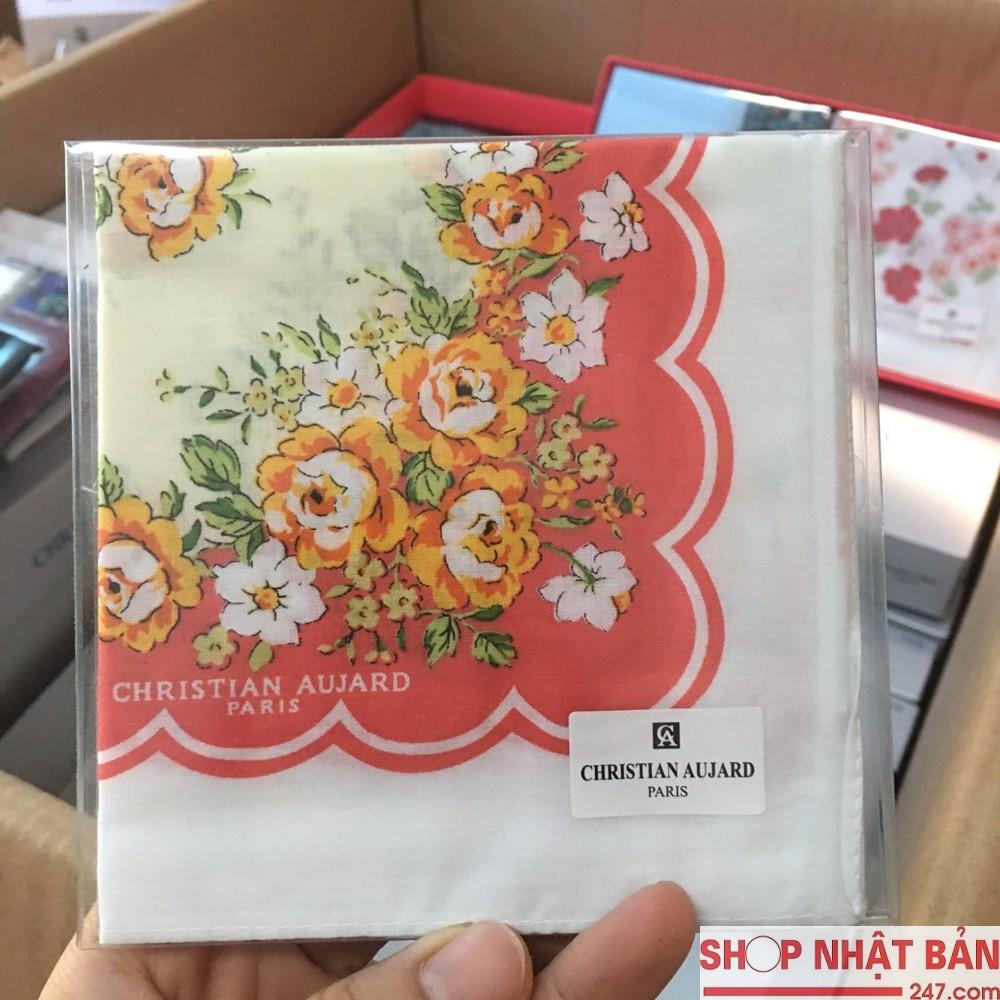 CHRISTIAN AUJARD
PARIS
CA
CHRISTIAN AUJARD
PARIS
SHOP NHẬT BẢN
247.com